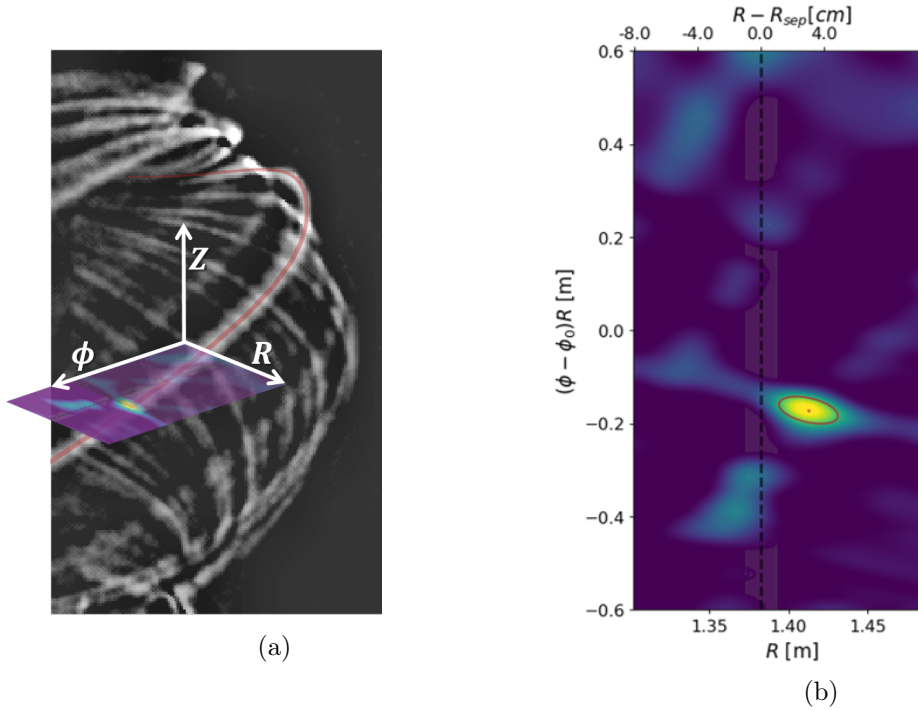 Z
ϕ
R
(a)
R − R_sep[cm]
-8.0 -4.0 0.0 4.0
0.6
0.4
0.2
0.0
−0.2
−0.4
−0.6
(ϕ − ϕ₀)R [m]
1.35 1.40 1.45
R [m]
(b)